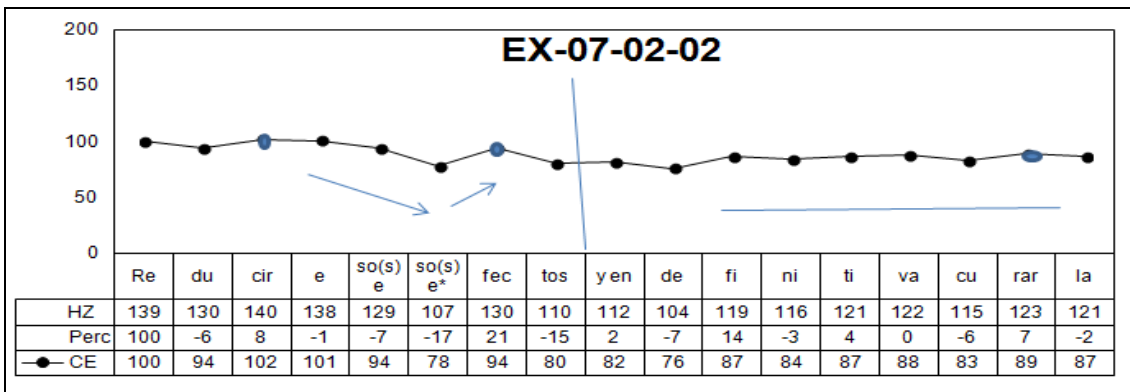 200
EX-07-02-02
150
100
50
0
Re du cir e so(s) e so(s) e* fec tos y en de fi ni ti va cu rar la
HZ 139 130 140 138 129 107 130 110 112 104 119 116 121 122 115 123 121
Perc 100 -6 8 -1 -7 -17 21 -15 2 -7 14 -3 4 0 -6 7 -2
CE 100 94 102 101 94 78 94 80 82 76 87 84 87 88 83 89 87